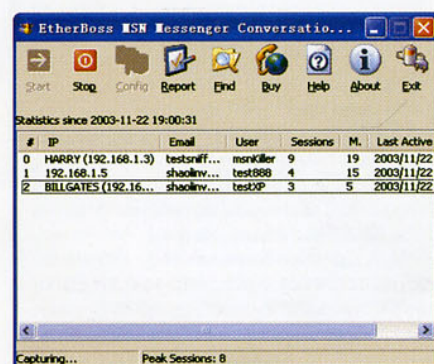 EtherBoss MSN Messenger Conversatio...
Start Stop Config Report Find Buy Help About Exit
Statistics since 2003-11-22 19:00:31
# IP Email User Sessions M. Last Active
0 HARRY (192.168.1.3) testsniff... msnKiller 9 19 2003/11/22
1 192.168.1.5 shaolinv... test888 4 15 2003/11/22
2 BILLGATES (192.16... shaolinv... testXP 3 5 2003/11/22
Capturing... Peak Sessions: 8